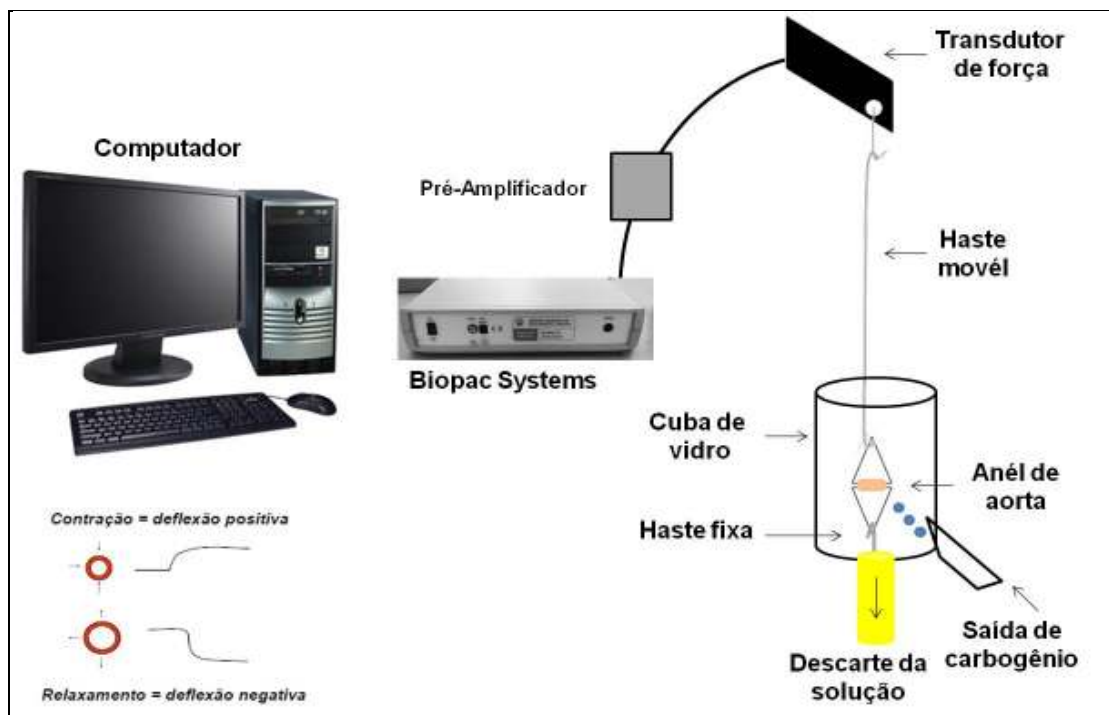 Transdutor
de força
Computador
Pré-Amplificador
Haste
movél
Biopac Systems
Cuba de
vidro
Anél de
aorta
Contração = deflexão positiva
Haste fixa
Saída de
carbogênio
Descarte da
solução
Relaxamento = deflexão negativa